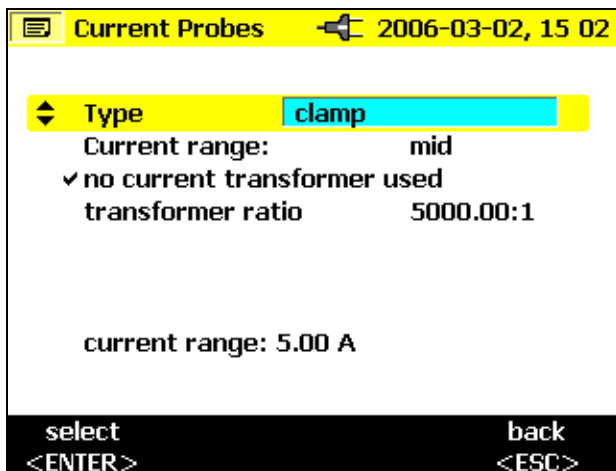 Current Probes 2006-03-02, 15 02
Type clamp
Current range: mid
no current transformer used
transformer ratio 5000.00:1
current range: 5.00 A
select back
<ENTER> <ESC>